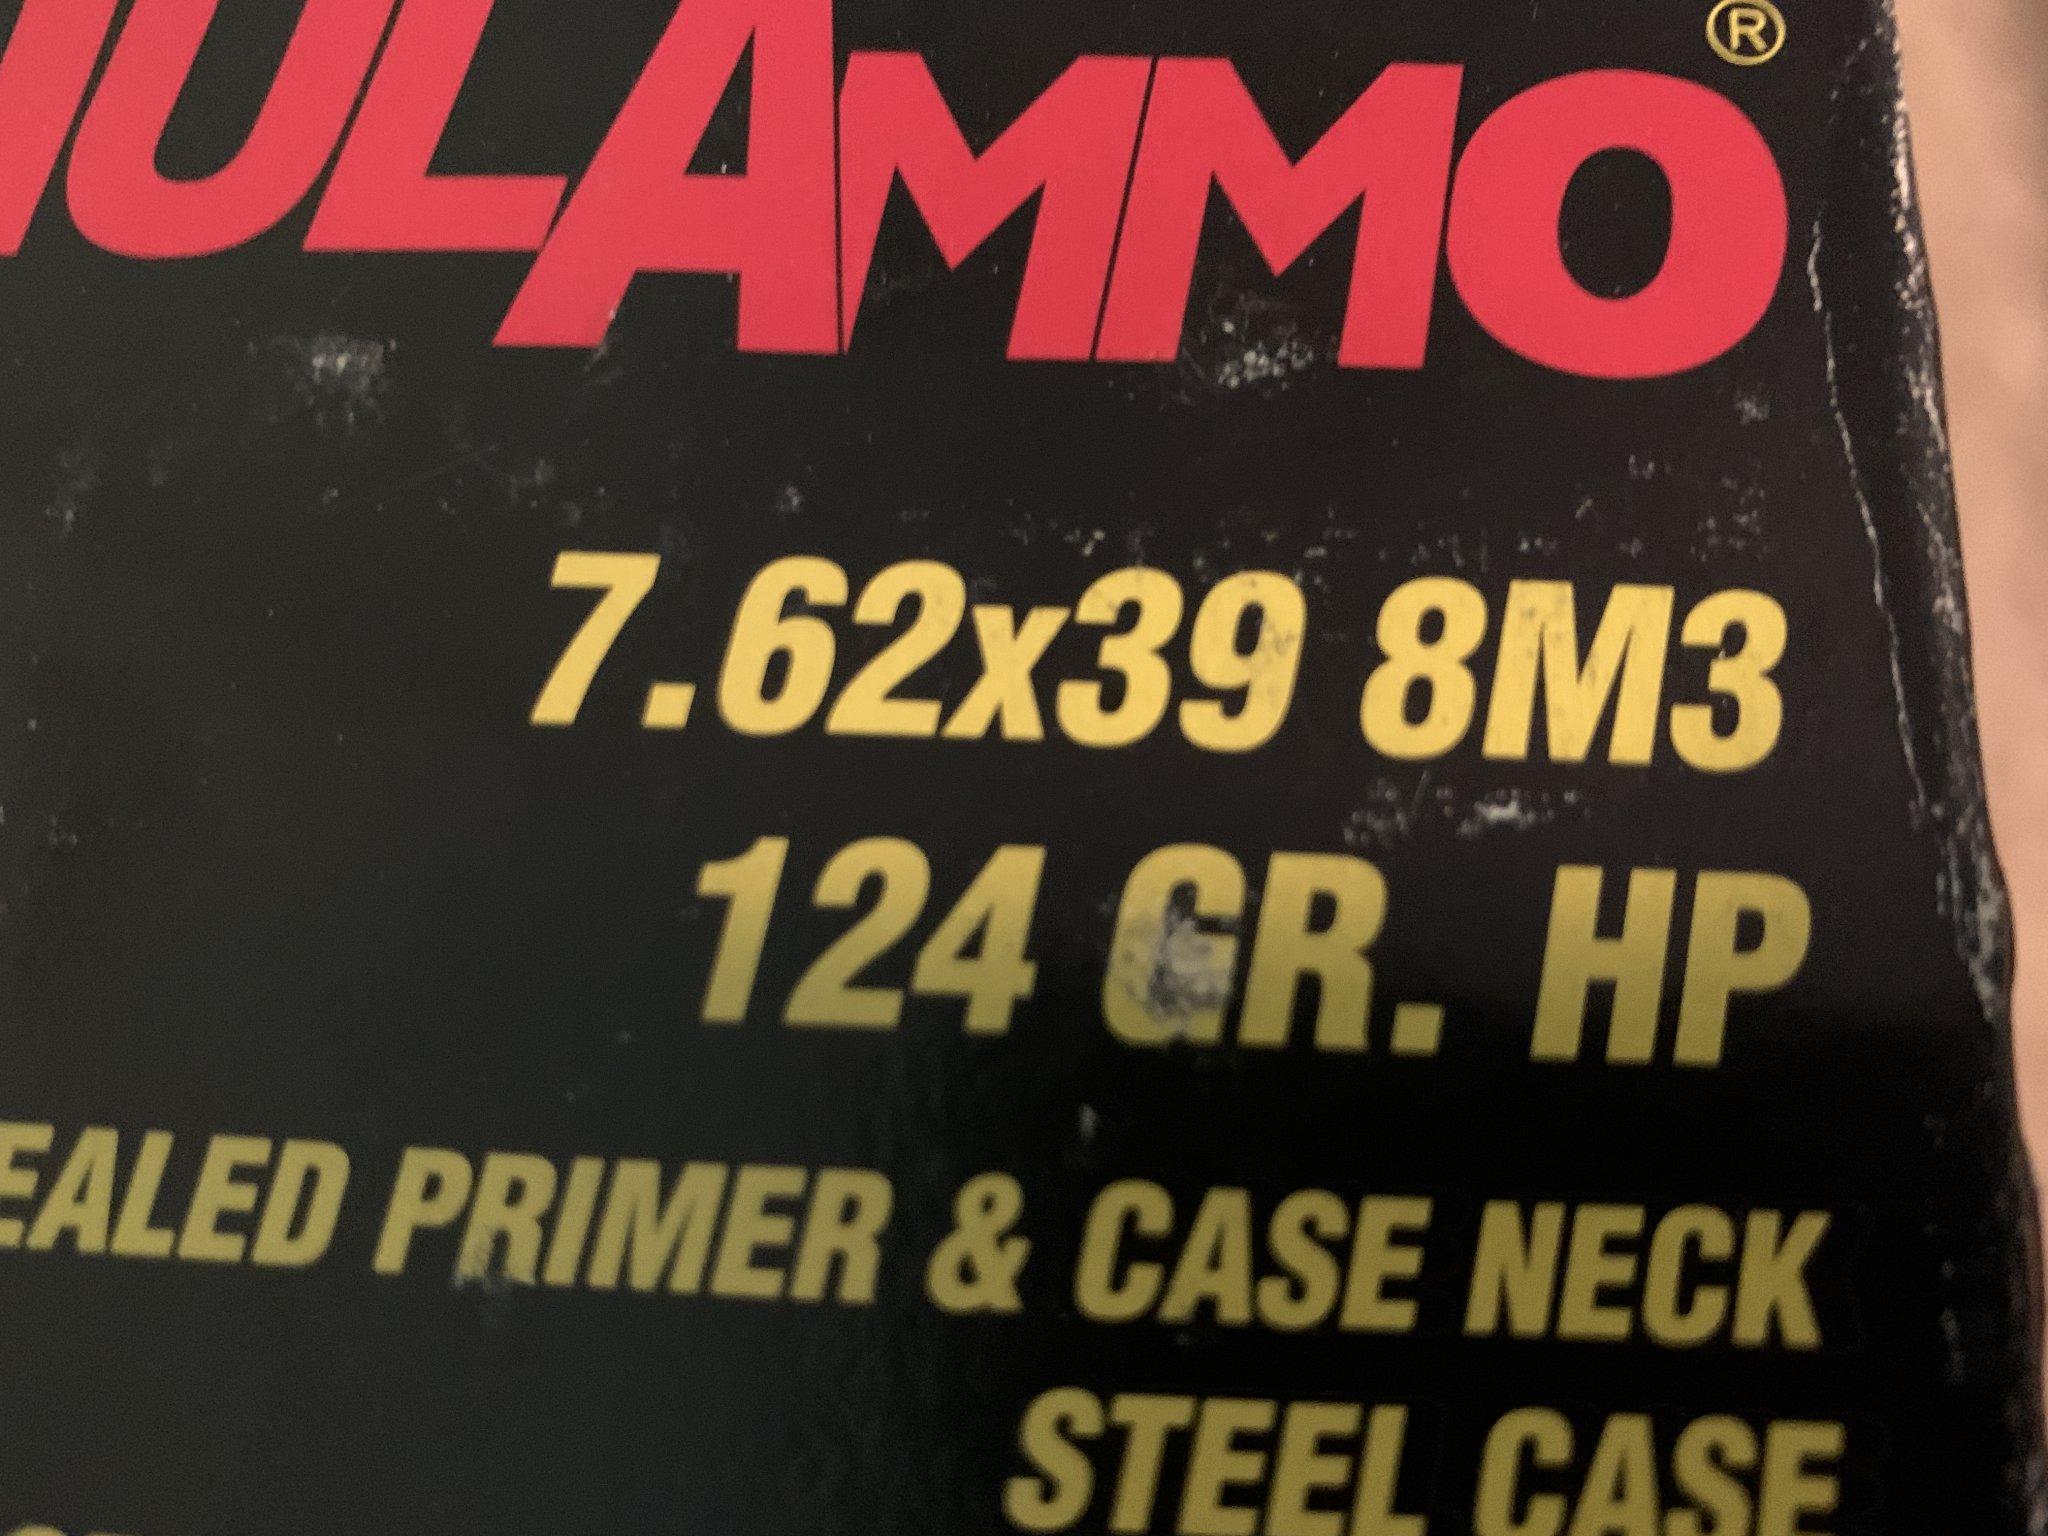 ULAMMO®
7.62x39 8M3
124 GR. HP
EALED PRIMER & CASE NECK
STEEL CASE